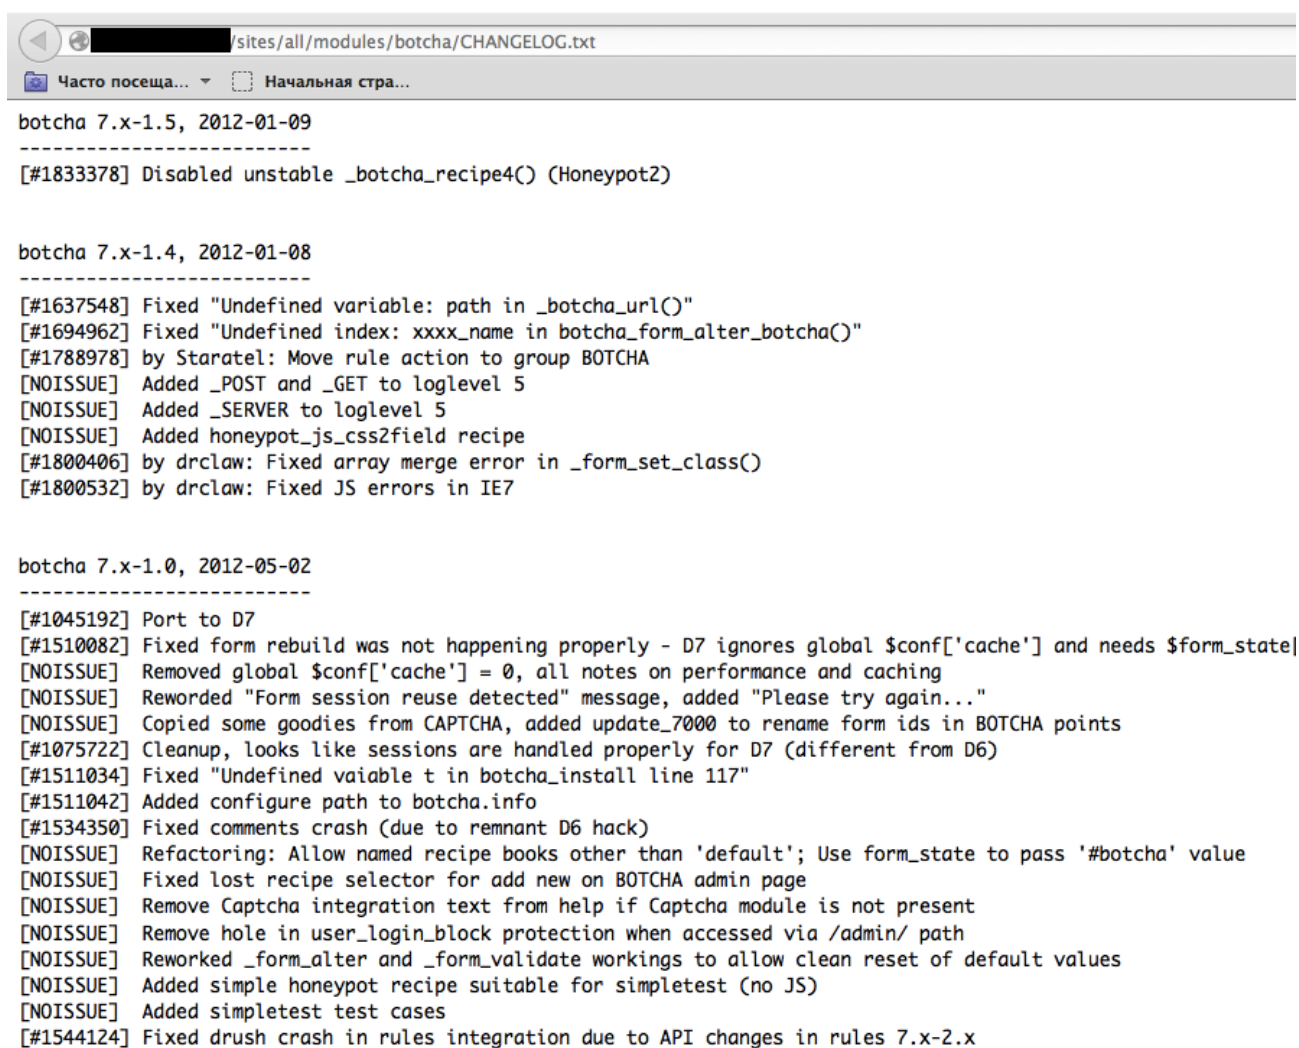 /sites/all/modules/botcha/CHANGELOG.txt
Часто посеща... Начальная стра...
botcha 7.x-1.5, 2012-01-09
--------------------------
[#1833378] Disabled unstable _botcha_recipe4() (Honeypot2)
botcha 7.x-1.4, 2012-01-08
--------------------------
[#1637548] Fixed "Undefined variable: path in _botcha_url()"
[#1694962] Fixed "Undefined index: xxxx_name in botcha_form_alter_botcha()"
[#1788978] by Staratel: Move rule action to group BOTCHA
[NOISSUE]  Added _POST and _GET to loglevel 5
[NOISSUE]  Added _SERVER to loglevel 5
[NOISSUE]  Added honeypot_js_css2field recipe
[#1800406] by drclaw: Fixed array merge error in _form_set_class()
[#1800532] by drclaw: Fixed JS errors in IE7
botcha 7.x-1.0, 2012-05-02
--------------------------
[#1045192] Port to D7
[#1510082] Fixed form rebuild was not happening properly - D7 ignores global $conf['cache'] and needs $form_state[
[NOISSUE]  Removed global $conf['cache'] = 0, all notes on performance and caching
[NOISSUE]  Reworded "Form session reuse detected" message, added "Please try again..."
[NOISSUE]  Copied some goodies from CAPTCHA, added update_7000 to rename form ids in BOTCHA points
[#1075722] Cleanup, looks like sessions are handled properly for D7 (different from D6)
[#1511034] Fixed "Undefined vaiable t in botcha_install line 117"
[#1511042] Added configure path to botcha.info
[#1534350] Fixed comments crash (due to remnant D6 hack)
[NOISSUE]  Refactoring: Allow named recipe books other than 'default'; Use form_state to pass '#botcha' value
[NOISSUE]  Fixed lost recipe selector for add new on BOTCHA admin page
[NOISSUE]  Remove Captcha integration text from help if Captcha module is not present
[NOISSUE]  Remove hole in user_login_block protection when accessed via /admin/ path
[NOISSUE]  Reworked _form_alter and _form_validate workings to allow clean reset of default values
[NOISSUE]  Added simple honeypot recipe suitable for simpletest (no JS)
[NOISSUE]  Added simpletest test cases
[#1544124] Fixed drush crash in rules integration due to API changes in rules 7.x-2.x